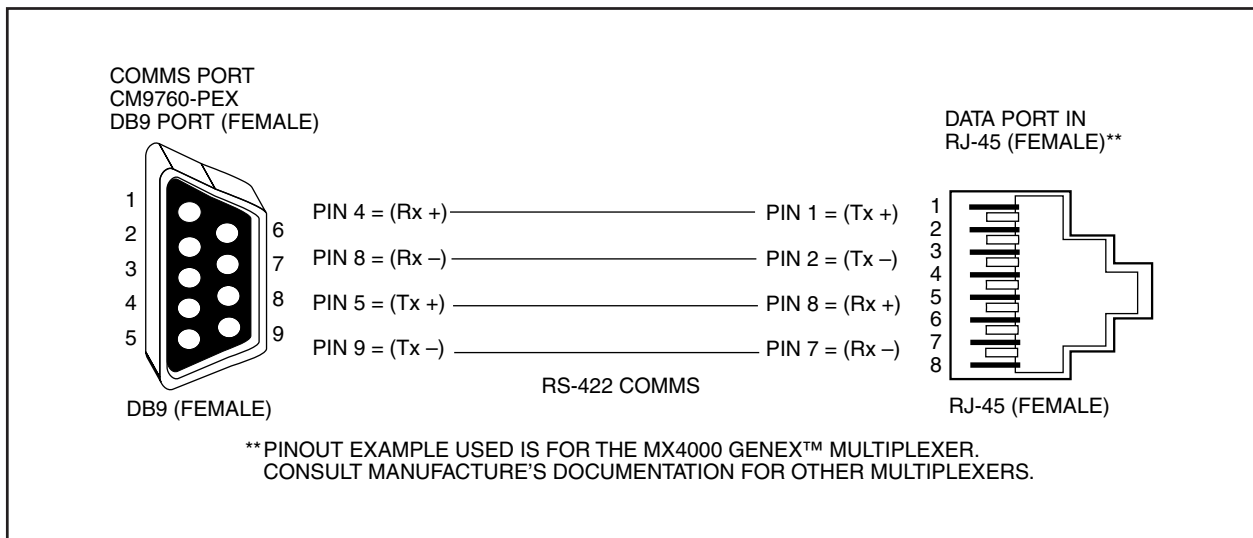 COMMS PORT
CM9760-PEX
DB9 PORT (FEMALE)
1
2
3
4
5
6
7
8
9
DB9 (FEMALE)
PIN 4 = (Rx +)
PIN 8 = (Rx –)
PIN 5 = (Tx +)
PIN 9 = (Tx –)
RS-422 COMMS
PIN 1 = (Tx +)
PIN 2 = (Tx –)
PIN 8 = (Rx +)
PIN 7 = (Rx –)
DATA PORT IN
RJ-45 (FEMALE)**
1
2
3
4
5
6
7
8
RJ-45 (FEMALE)
**PINOUT EXAMPLE USED IS FOR THE MX4000 GENEX™ MULTIPLEXER.
CONSULT MANUFACTURE'S DOCUMENTATION FOR OTHER MULTIPLEXERS.